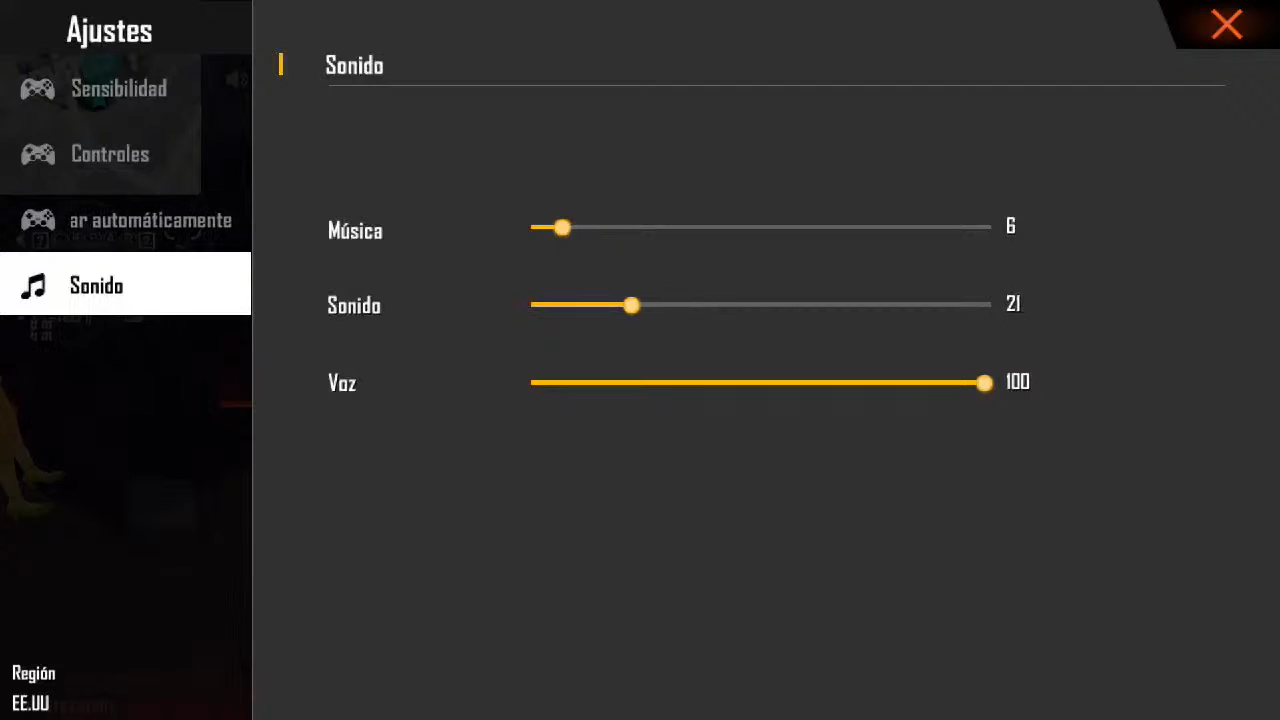 Ajustes
Sensibilidad
Controles
ar automáticamente
Sonido
Región
EE.UU
Sonido
Música 6
Sonido 21
Voz 100